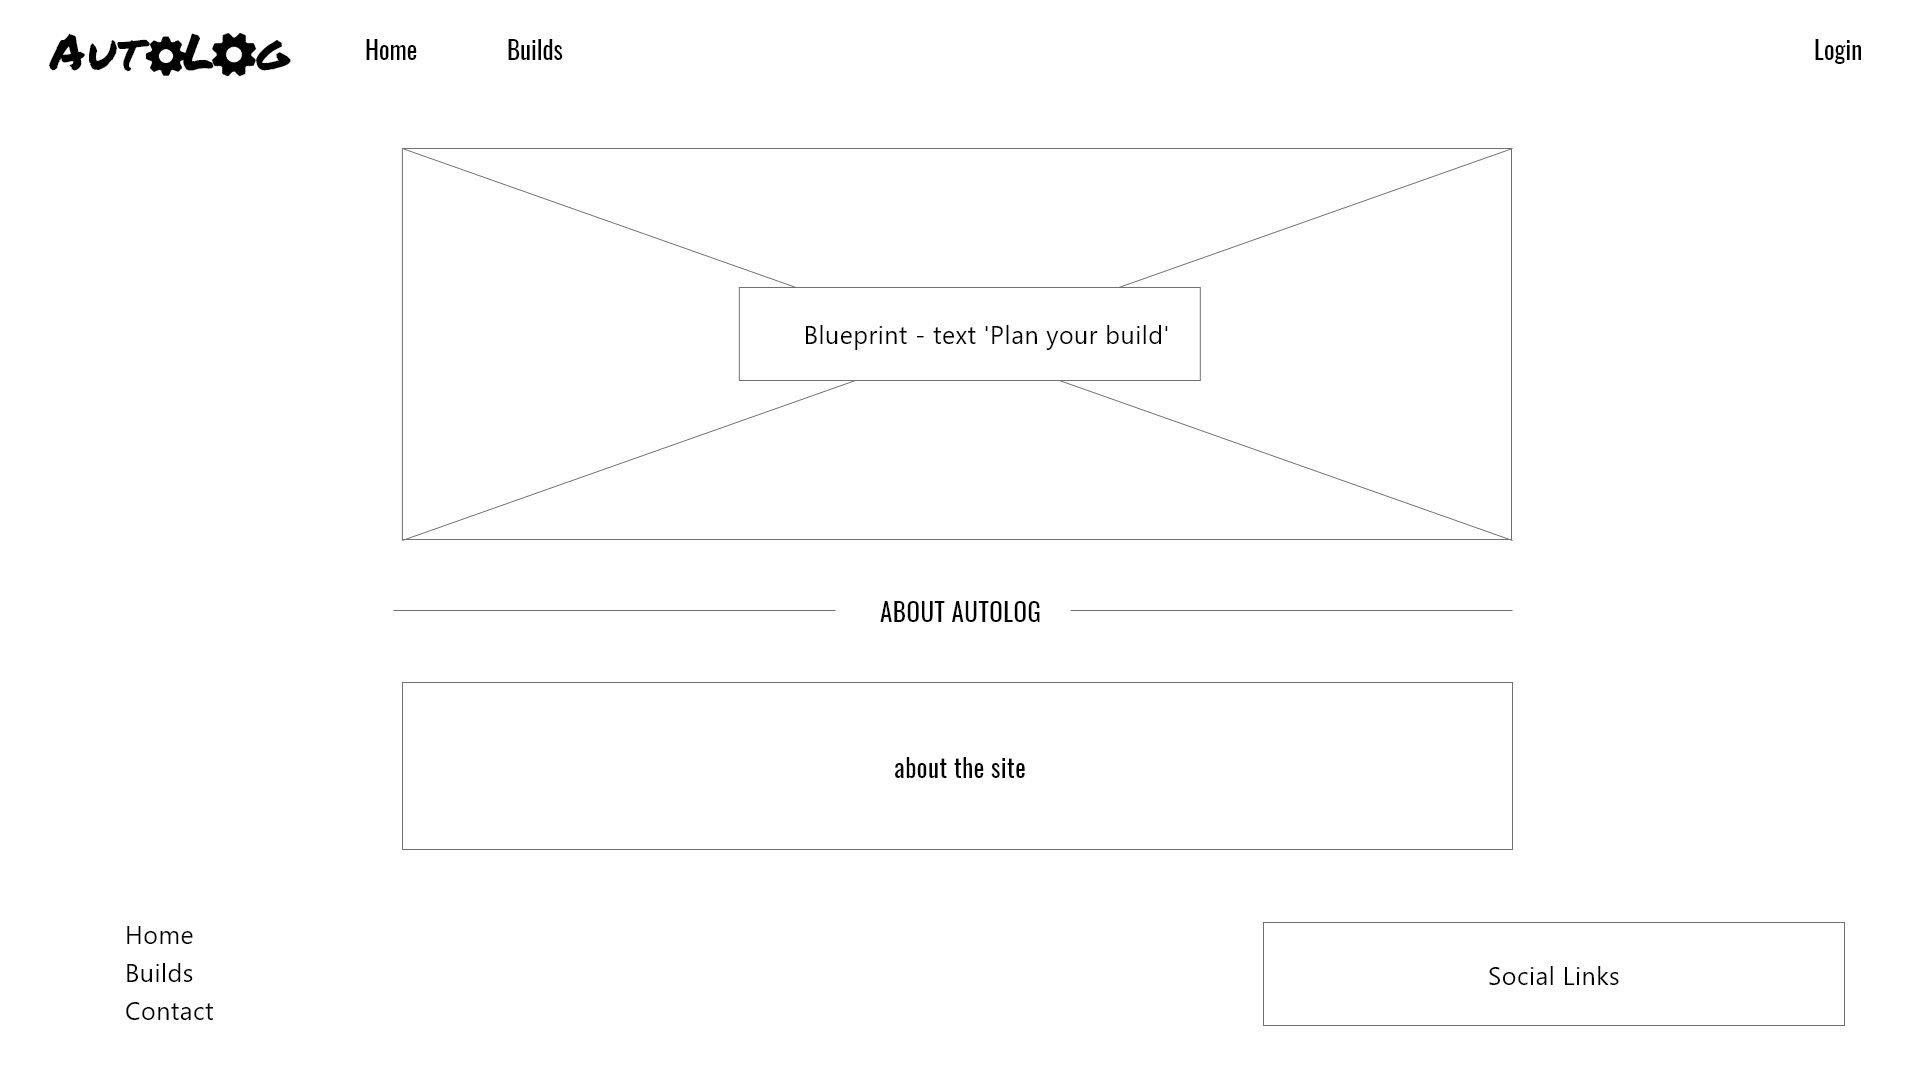 AUTOLOG
Home
Builds
Login
Blueprint - text 'Plan your build'
ABOUT AUTOLOG
about the site
Home
Builds
Contact
Social Links